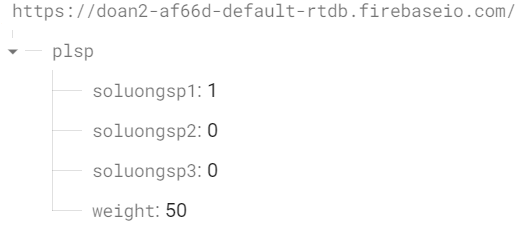 https://doan2-af66d-default-rtdb.firebaseio.com/
plsp
soluongsp1: 1
soluongsp2: 0
soluongsp3: 0
weight: 50